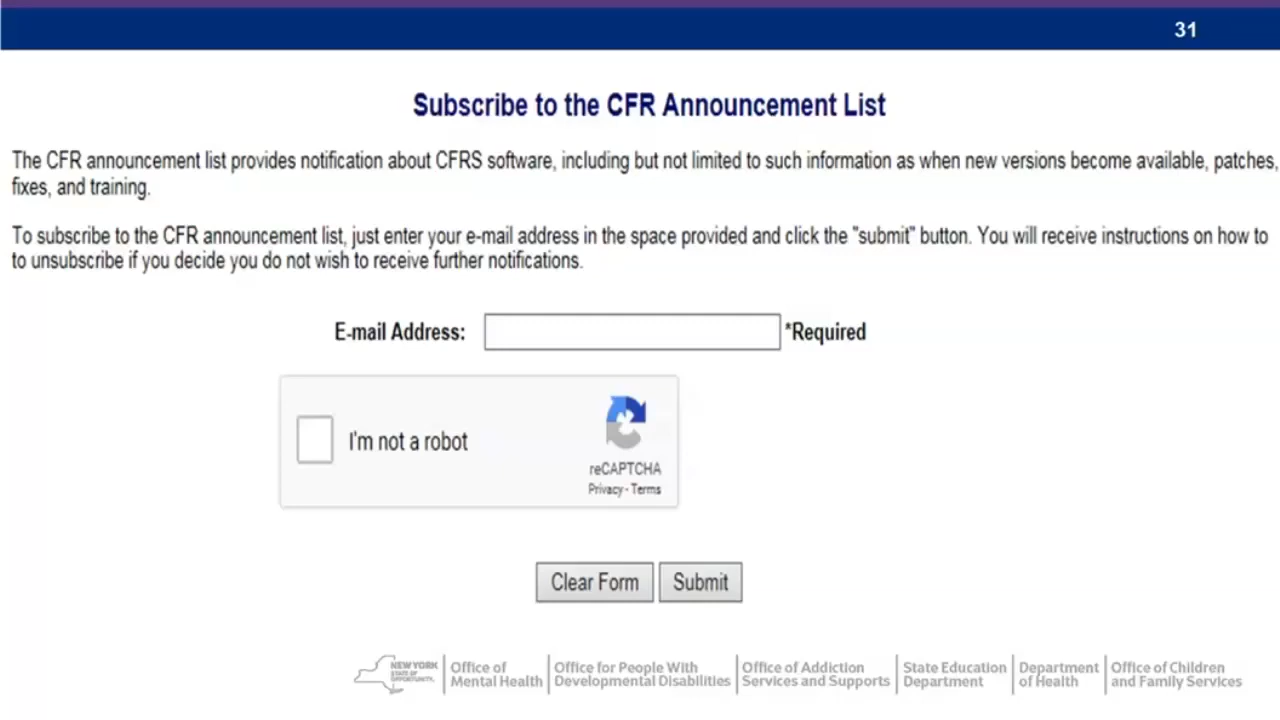 31
Subscribe to the CFR Announcement List
The CFR announcement list provides notification about CFRS software, including but not limited to such information as when new versions become available, patches,
fixes, and training.
To subscribe to the CFR announcement list, just enter your e-mail address in the space provided and click the "submit" button. You will receive instructions on how to
to unsubscribe if you decide you do not wish to receive further notifications.
E-mail Address: *Required
I'm not a robot
reCAPTCHA
Privacy - Terms
Clear Form Submit
NEW YORK
STATE OF
OPPORTUNITY.
Office of
Mental Health
Office for People With
Developmental Disabilities
Office of Addiction
Services and Supports
State Education
Department
Department
of Health
Office of Children
and Family Services